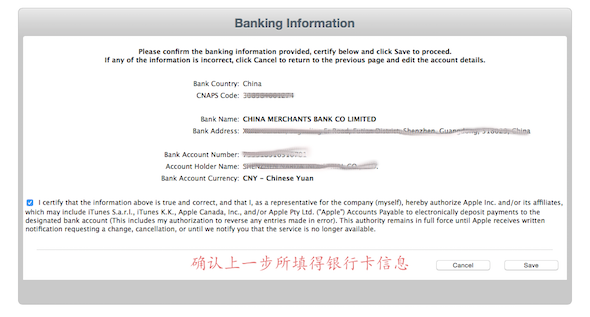 Banking Information
Please confirm the banking information provided, certify below and click Save to proceed.
If any of the information is incorrect, click Cancel to return to the previous page and edit the account details.
Bank Country: China
CNAPS Code:
Bank Name: CHINA MERCHANTS BANK CO LIMITED
Bank Address: Shenzhen, China
Bank Account Number:
Account Holder Name:
Bank Account Currency: CNY - Chinese Yuan
I certify that the information above is true and correct, and that I, as a representative for the company (myself), hereby authorize Apple Inc. and/or its affiliates,
which may include iTunes S.a.r.l., iTunes K.K., Apple Canada, Inc., and/or Apple Pty Ltd. ("Apple") Accounts Payable to electronically deposit payments to the
designated bank account (This includes my authorization to reverse any entries made in error). This authority remains in full force until Apple receives written
notification requesting a change, cancellation, or until we notify you that the service is no longer available.
确认上一步所填得银行卡信息
Cancel
Save